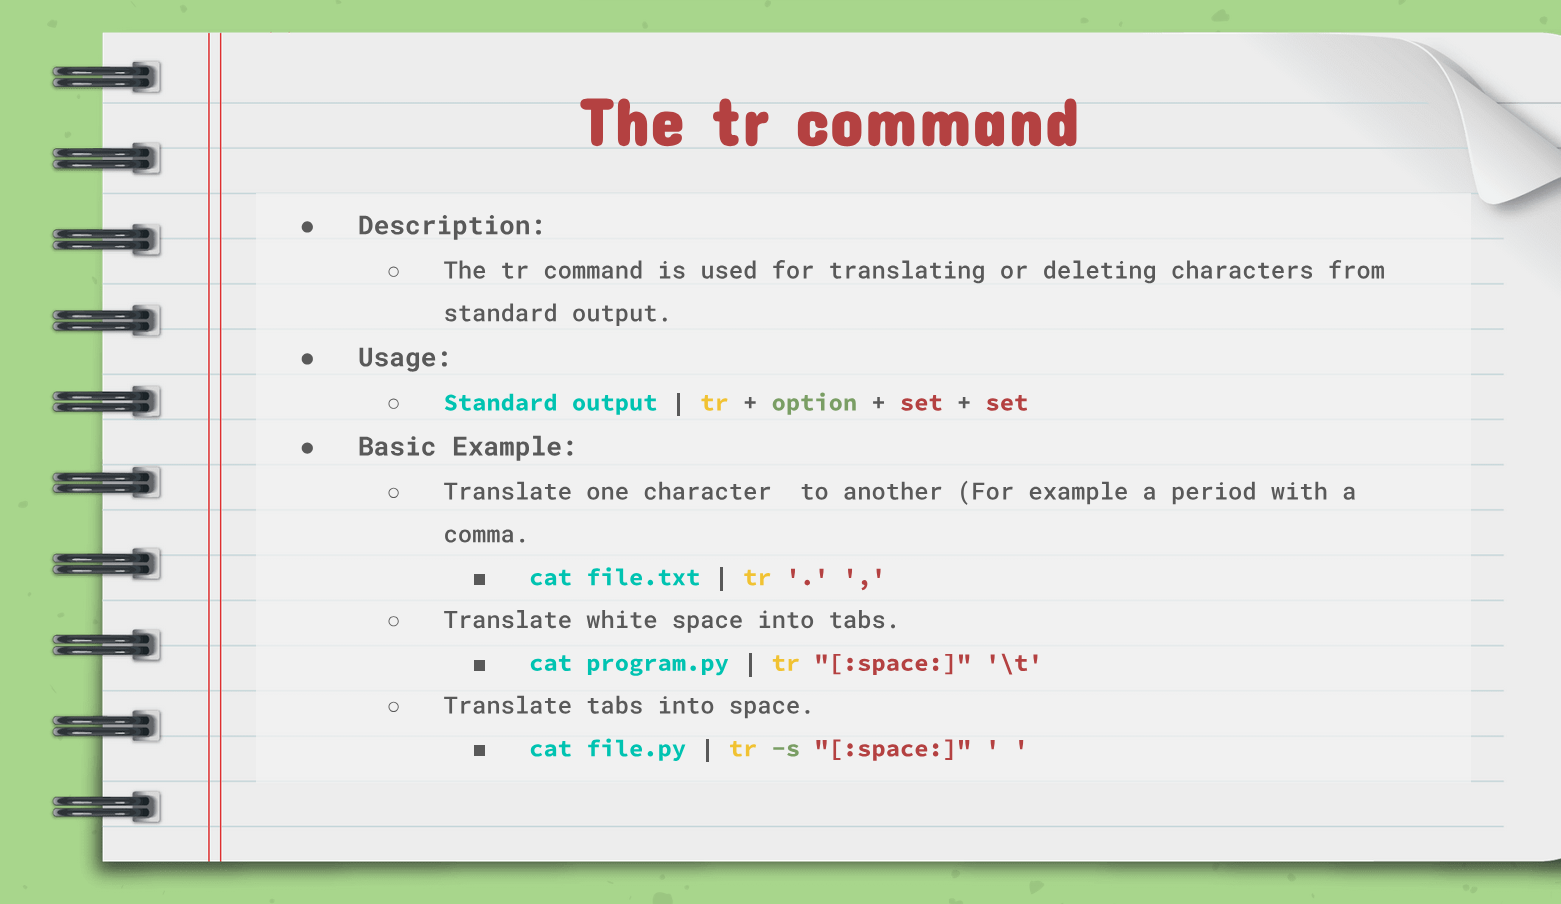 The tr command
● Description:
○ The tr command is used for translating or deleting characters from
standard output.
● Usage:
○ Standard output | tr + option + set + set
● Basic Example:
○ Translate one character  to another (For example a period with a
comma.
■ cat file.txt | tr '.' ','
○ Translate white space into tabs.
■ cat program.py | tr "[:space:]" '\t'
○ Translate tabs into space.
■ cat file.py | tr -s "[:space:]" ' '